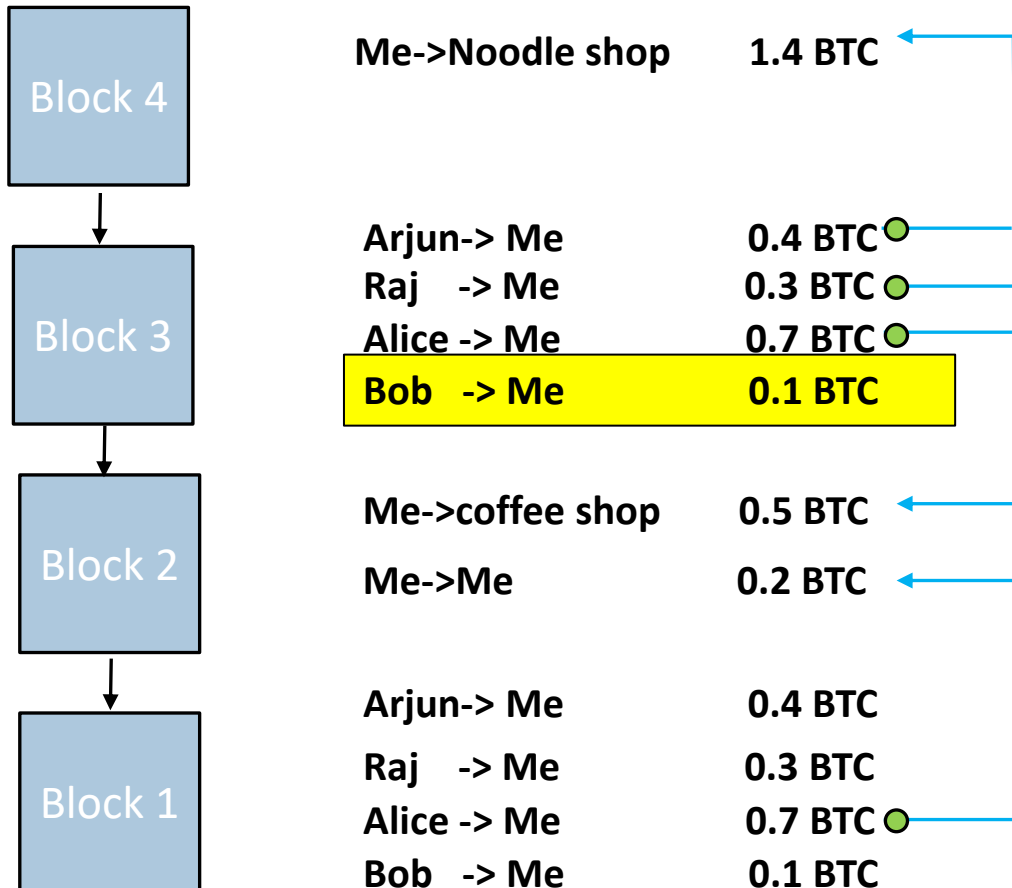 Block 4
Me->Noodle shop 1.4 BTC
Block 3
Arjun-> Me 0.4 BTC
Raj -> Me 0.3 BTC
Alice -> Me 0.7 BTC
Bob -> Me 0.1 BTC
Block 2
Me->coffee shop 0.5 BTC
Me->Me 0.2 BTC
Block 1
Arjun-> Me 0.4 BTC
Raj -> Me 0.3 BTC
Alice -> Me 0.7 BTC
Bob -> Me 0.1 BTC